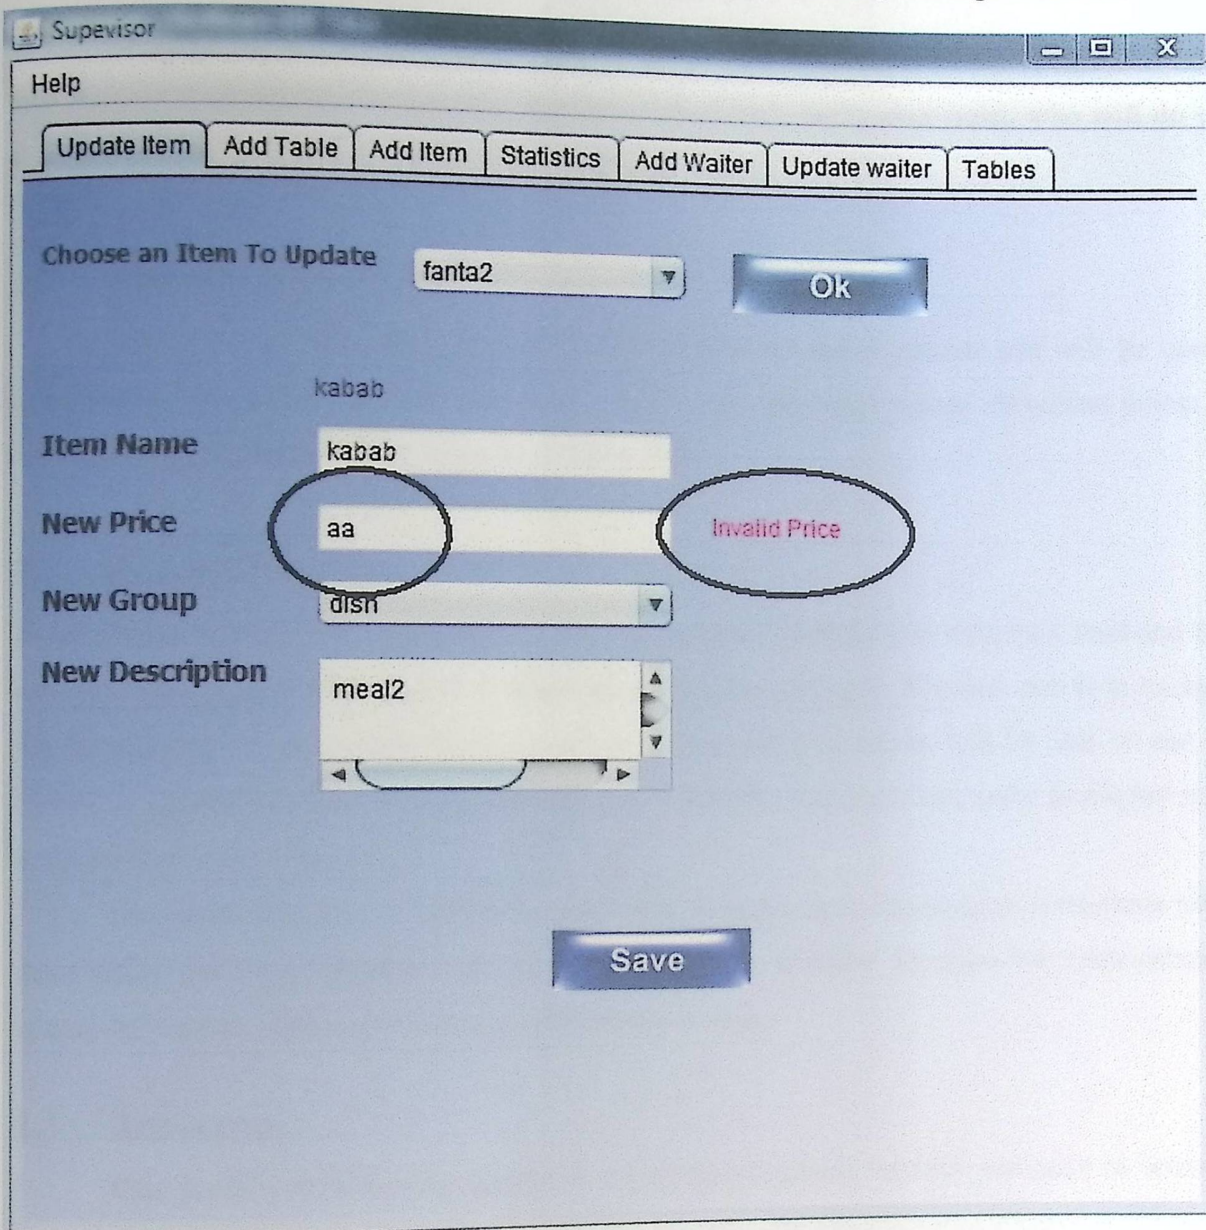 Supevisor
Help
Update Item Add Table Add Item Statistics Add Waiter Update waiter Tables
Choose an Item To Update fanta2 Ok
kabab
Item Name kabab
New Price aa Invalid Price
New Group dish
New Description meal2
Save